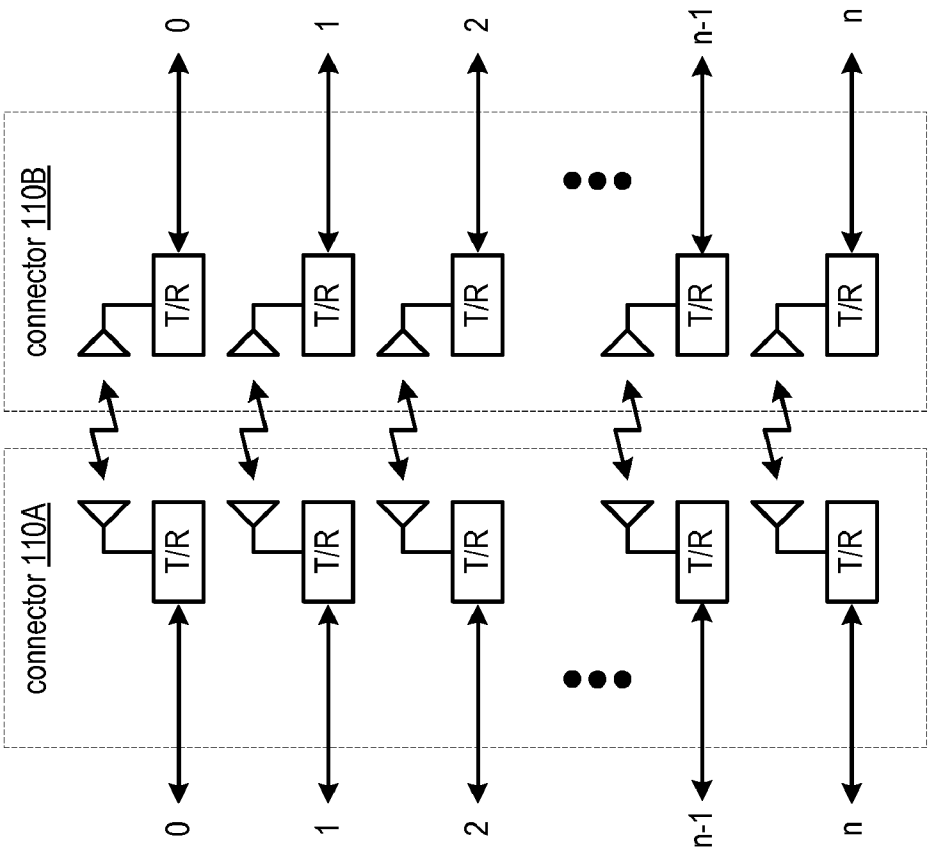 0
1
2
n-1
n
connector 110B
T/R
T/R
T/R
T/R
T/R
connector 110A
T/R
T/R
T/R
T/R
T/R
0
1
2
n-1
n